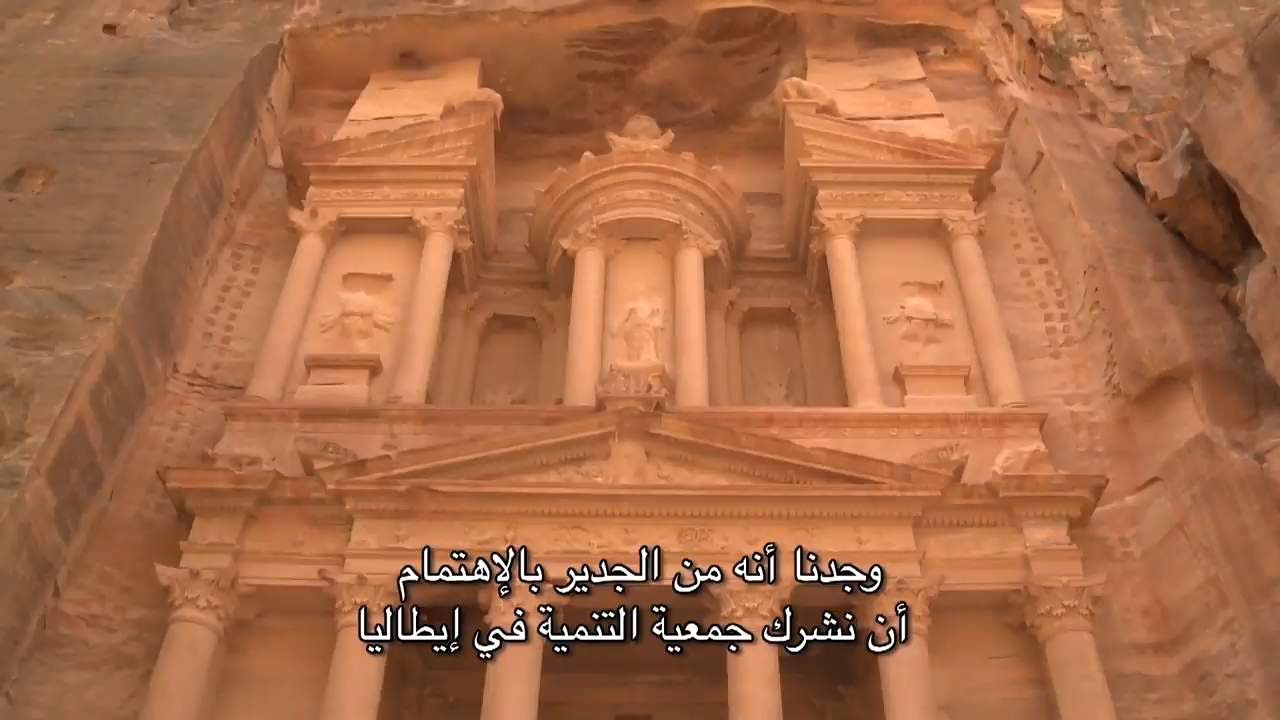 وجدنا أنه من الجدير بالإهتمام
أن نشرك جمعية التنمية في إيطاليا